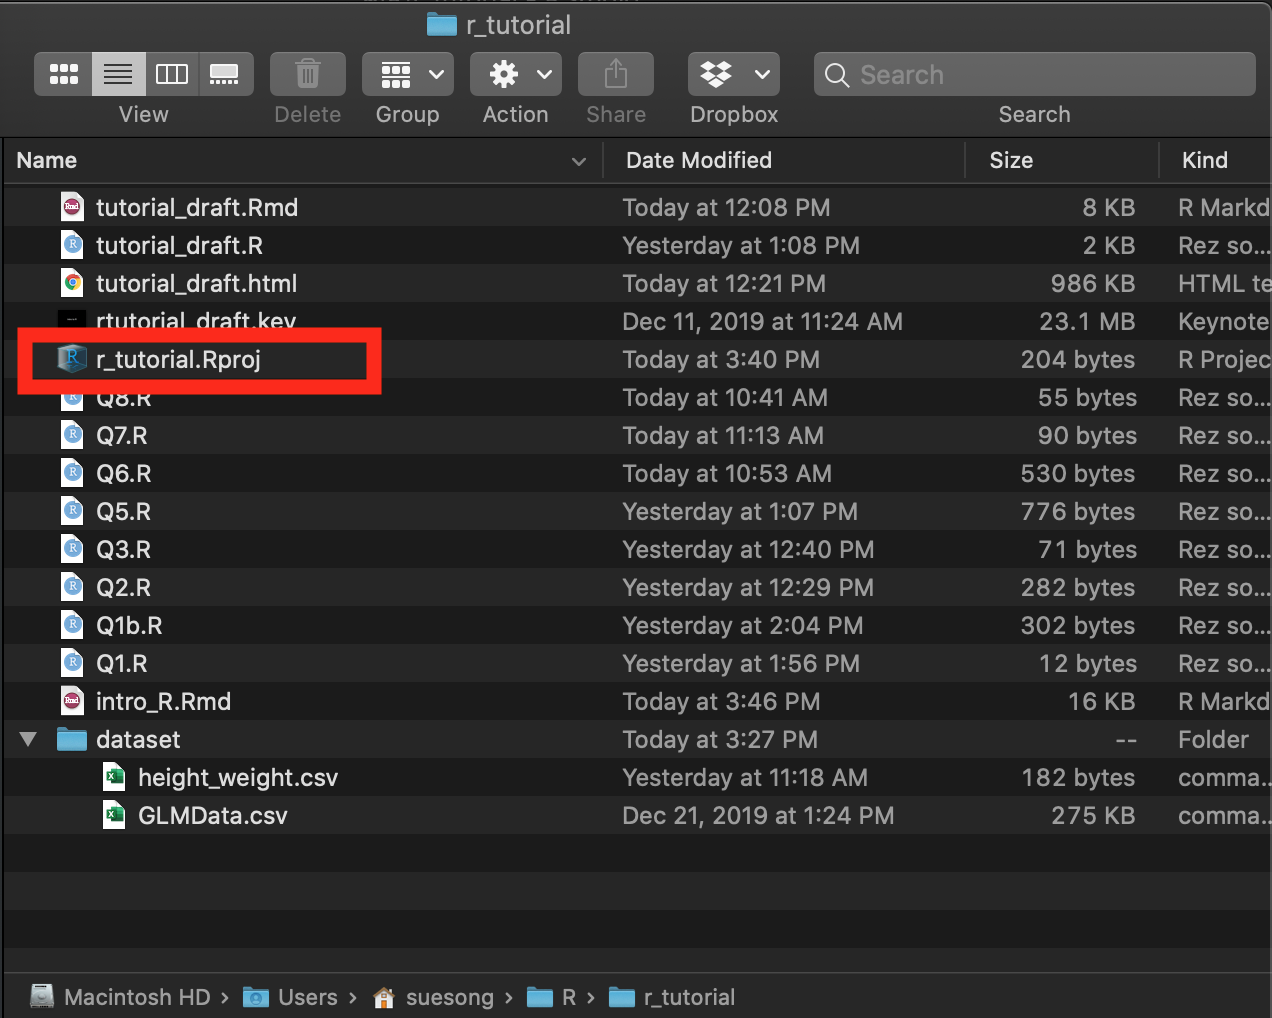 r_tutorial
Search
View Delete Group Action Share Dropbox Search
Name Date Modified Size Kind
tutorial_draft.Rmd Today at 12:08 PM 8 KB R Markd
tutorial_draft.R Yesterday at 1:08 PM 2 KB Rez so...
tutorial_draft.html Today at 12:21 PM 986 KB HTML te
rtutorial_draft.key Dec 11, 2019 at 11:24 AM 23.1 MB Keynote
r_tutorial.Rproj Today at 3:40 PM 204 bytes R Projec
Q8.R Today at 10:41 AM 55 bytes Rez so...
Q7.R Today at 11:13 AM 90 bytes Rez so...
Q6.R Today at 10:53 AM 530 bytes Rez so...
Q5.R Yesterday at 1:07 PM 776 bytes Rez so...
Q3.R Yesterday at 12:40 PM 71 bytes Rez so...
Q2.R Yesterday at 12:29 PM 282 bytes Rez so...
Q1b.R Yesterday at 2:04 PM 302 bytes Rez so...
Q1.R Yesterday at 1:56 PM 12 bytes Rez so...
intro_R.Rmd Today at 3:46 PM 16 KB R Markd
dataset Today at 3:27 PM -- Folder
height_weight.csv Yesterday at 11:18 AM 182 bytes comma...
GLMData.csv Dec 21, 2019 at 1:24 PM 275 KB comma...
Macintosh HD › Users › suesong › R › r_tutorial